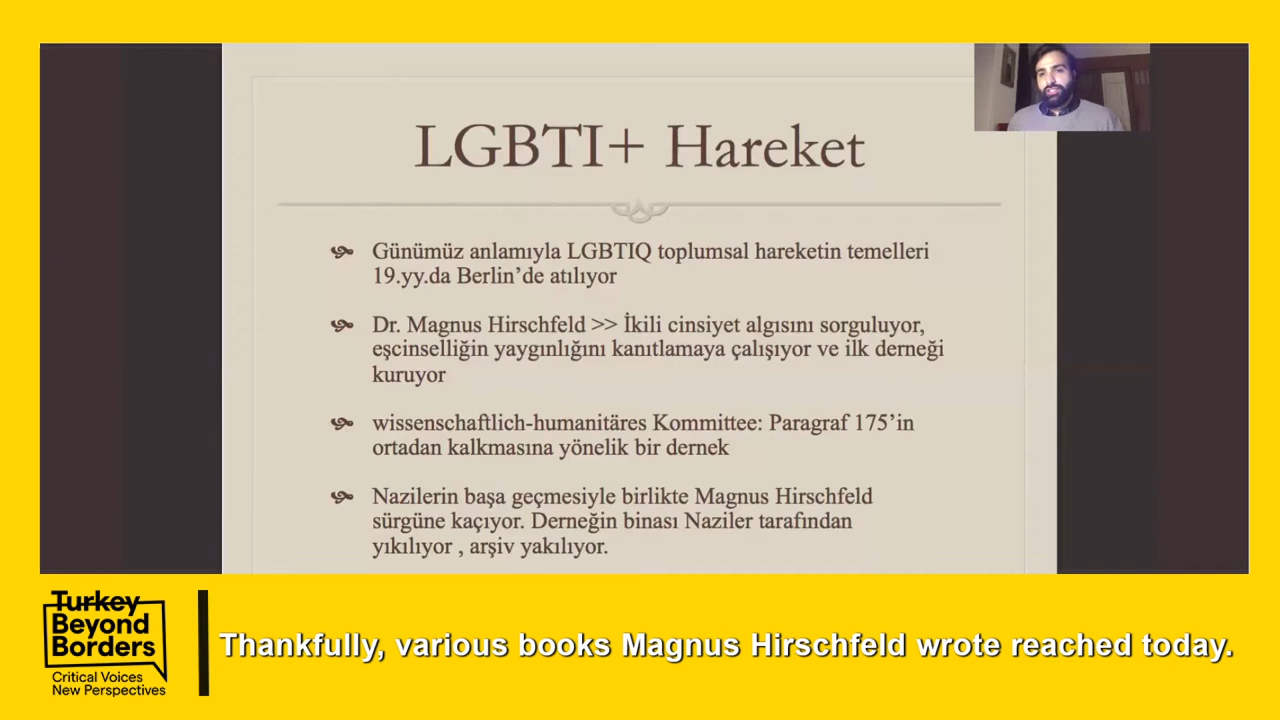 LGBTI+ Hareket
Günümüz anlamıyla LGBTIQ toplumsal hareketin temelleri
19.yy.da Berlin’de atılıyor
Dr. Magnus Hirschfeld >> İkili cinsiyet algısını sorguluyor,
eşcinselliğin yaygınlığını kanıtlamaya çalışıyor ve ilk derneği
kuruyor
wissenschaftlich-humanitäres Kommittee: Paragraf 175’in
ortadan kalkmasına yönelik bir dernek
Nazilerin başa geçmesiyle birlikte Magnus Hirschfeld
sürgüne kaçıyor. Derneğin binası Naziler tarafından
yıkılıyor , arşiv yakılıyor.
Turkey
Beyond
Borders
Critical Voices
New Perspectives
Thankfully, various books Magnus Hirschfeld wrote reached today.